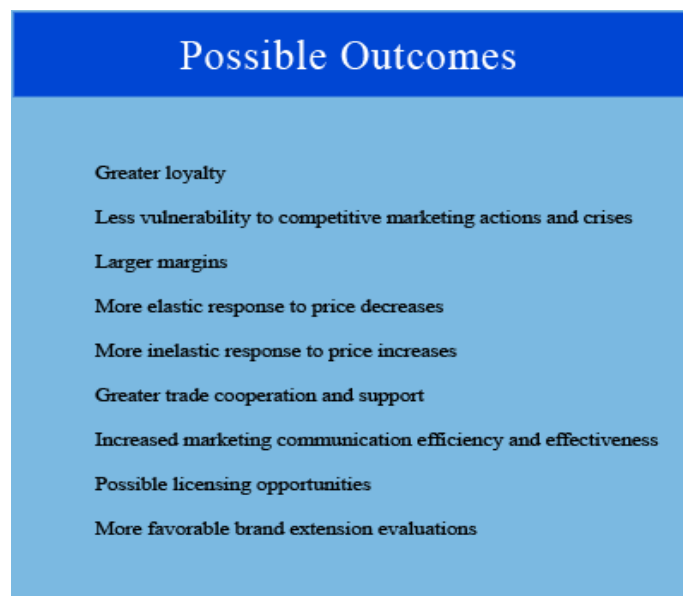 Possible Outcomes
Greater loyalty
Less vulnerability to competitive marketing actions and crises
Larger margins
More elastic response to price decreases
More inelastic response to price increases
Greater trade cooperation and support
Increased marketing communication efficiency and effectiveness
Possible licensing opportunities
More favorable brand extension evaluations